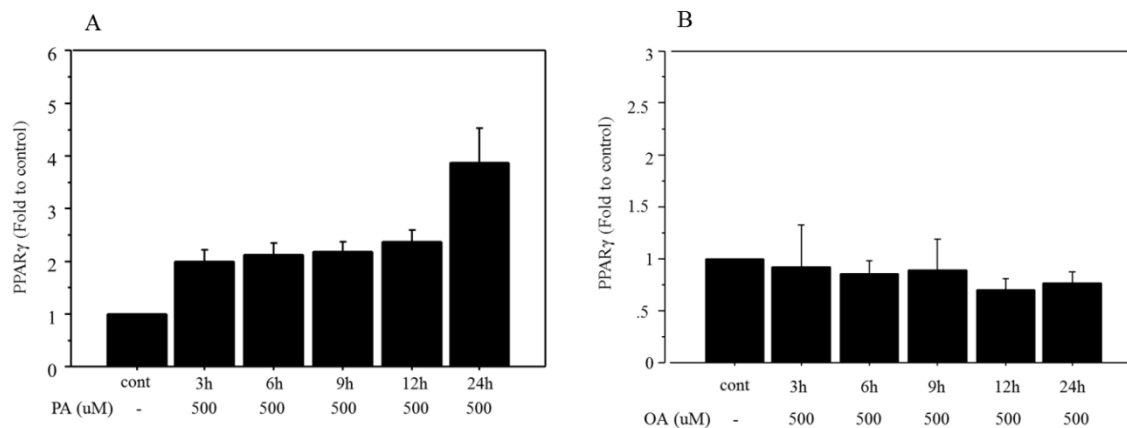 A
PPARγ (Fold to control)
6
5
4
3
2
1
0
cont 3h 6h 9h 12h 24h
PA (uM) - 500 500 500 500 500
B
PPARγ (Fold to control)
3
2.5
2
1.5
1
.5
0
cont 3h 6h 9h 12h 24h
OA (uM) - 500 500 500 500 500